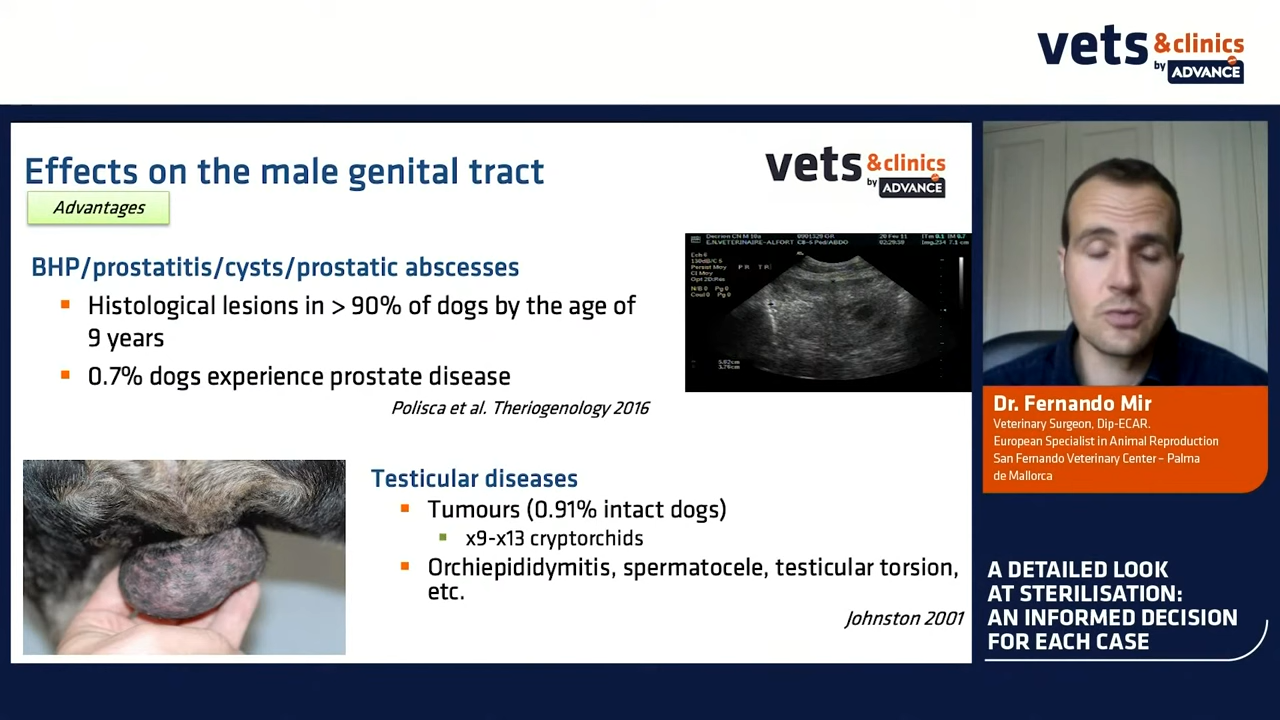 vets &clinics
by ADVANCE
Effects on the male genital tract
vets &clinics
by ADVANCE
Advantages
BHP/prostatitis/cysts/prostatic abscesses
Histological lesions in > 90% of dogs by the age of
9 years
0.7% dogs experience prostate disease
Polisca et al. Theriogenology 2016
E.N.VETERINAIRE-ALFORT
Testicular diseases
Tumours (0.91% intact dogs)
x9-x13 cryptorchids
Orchiepididymitis, spermatocele, testicular torsion,
etc.
Johnston 2001
Dr. Fernando Mir
Veterinary Surgeon, Dip-ECAR.
European Specialist in Animal Reproduction
San Fernando Veterinary Center – Palma
de Mallorca
A DETAILED LOOK
AT STERILISATION:
AN INFORMED DECISION
FOR EACH CASE